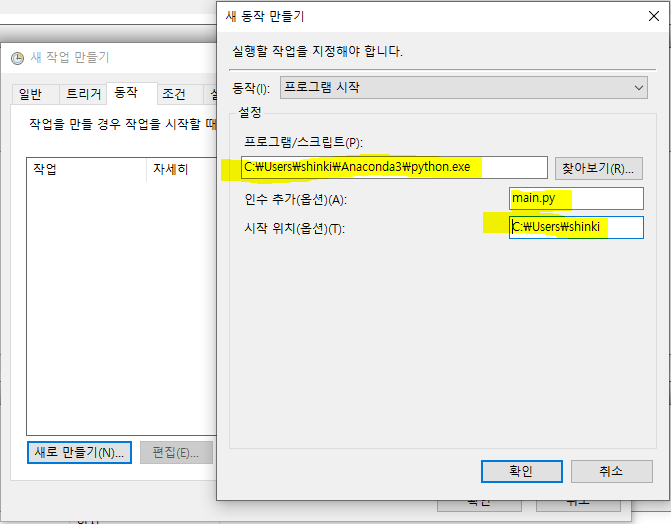 새 동작 만들기
새 작업 만들기
실행할 작업을 지정해야 합니다.
일반 트리거 동작 조건
동작(I): 프로그램 시작
설정
작업을 만들 경우 작업을 시작할 때
프로그램/스크립트(P):
작업 자세히
C:\Users\shinki\Anaconda3\python.exe 찾아보기(R)...
인수 추가(옵션)(A): main.py
시작 위치(옵션)(T): C:\Users\shinki
새로 만들기(N)... 편집(E)...
확인 취소